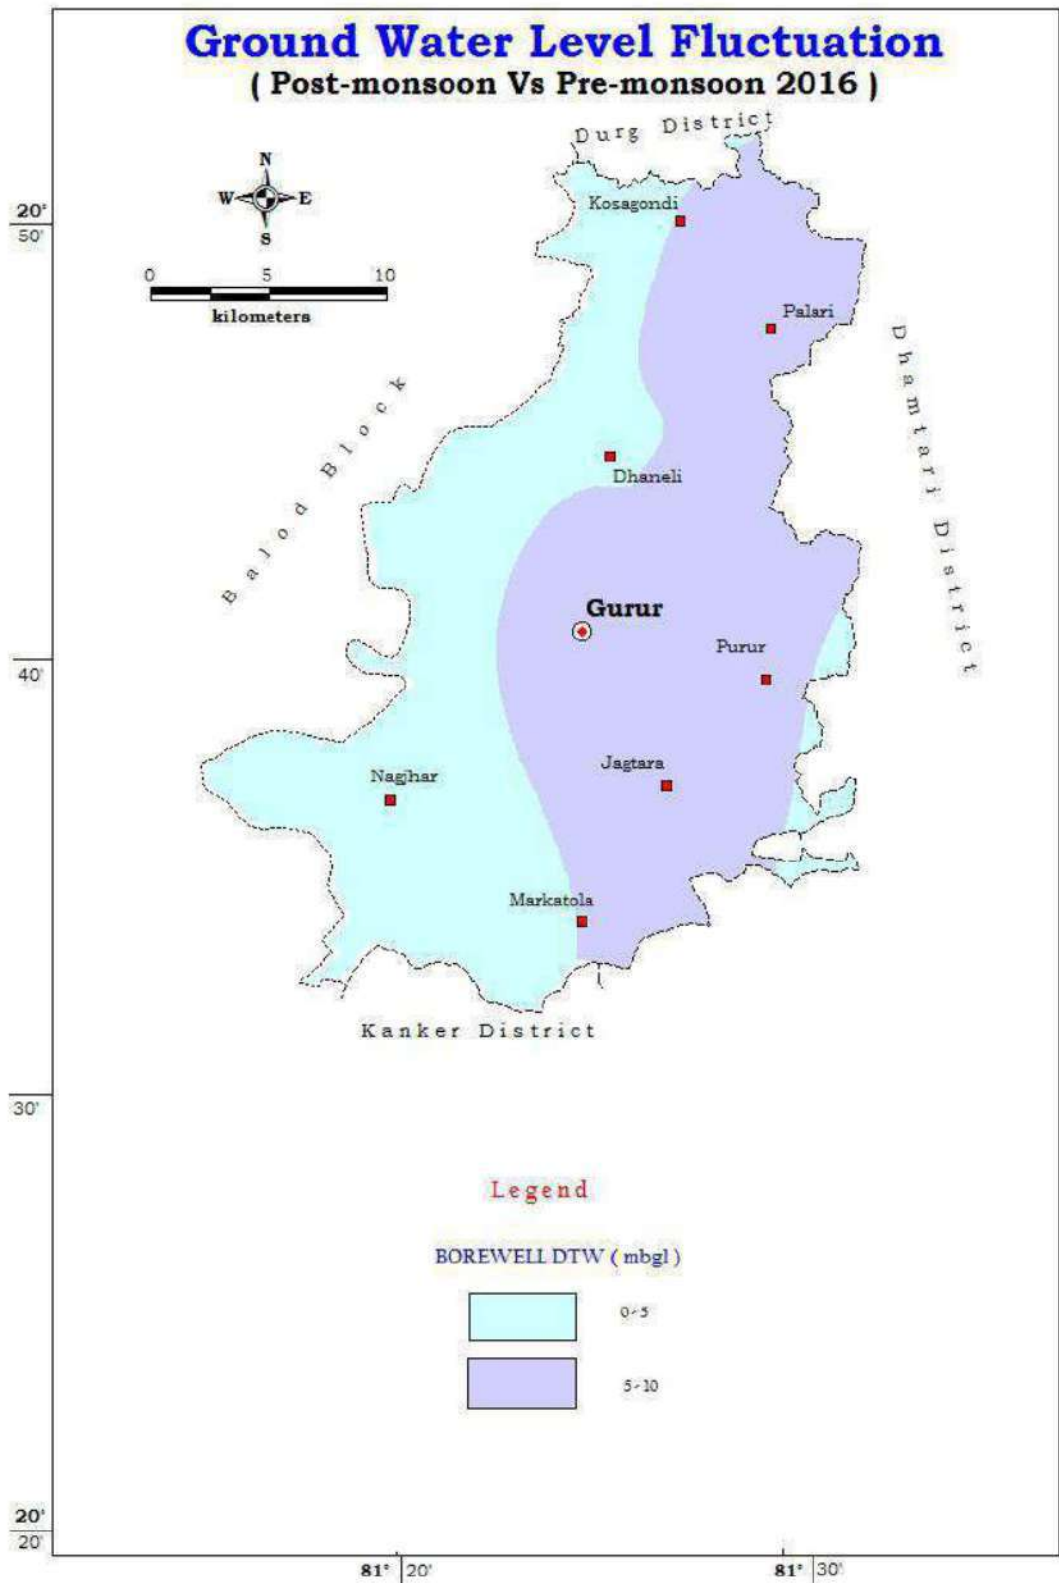 Ground Water Level Fluctuation
( Post-monsoon Vs Pre-monsoon 2016 )
Durg District
N
W E
S
Kosagondi
20°
50'
0 5 10
kilometers
Palari
Dhamtari District
Balod Block
Dhaneli
Gurur
Purur
40'
Jagtara
Nagjhar
Markatola
Kanker District
30'
Legend
BOREWELL DTW ( mbgl )
0-5
5-10
20°
20'
81° 20' 81° 30'